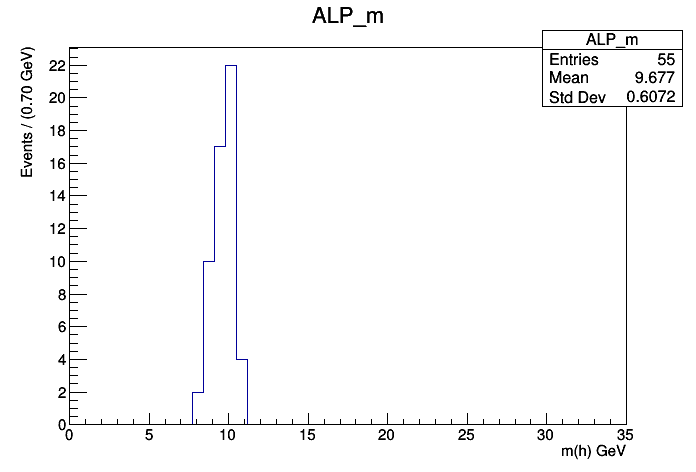 ALP_m
ALP_m
Entries 55
Mean 9.677
Std Dev 0.6072
Events / (0.70 GeV)
22
20
18
16
14
12
10
8
6
4
2
0
0 5 10 15 20 25 30 35
m(h) GeV